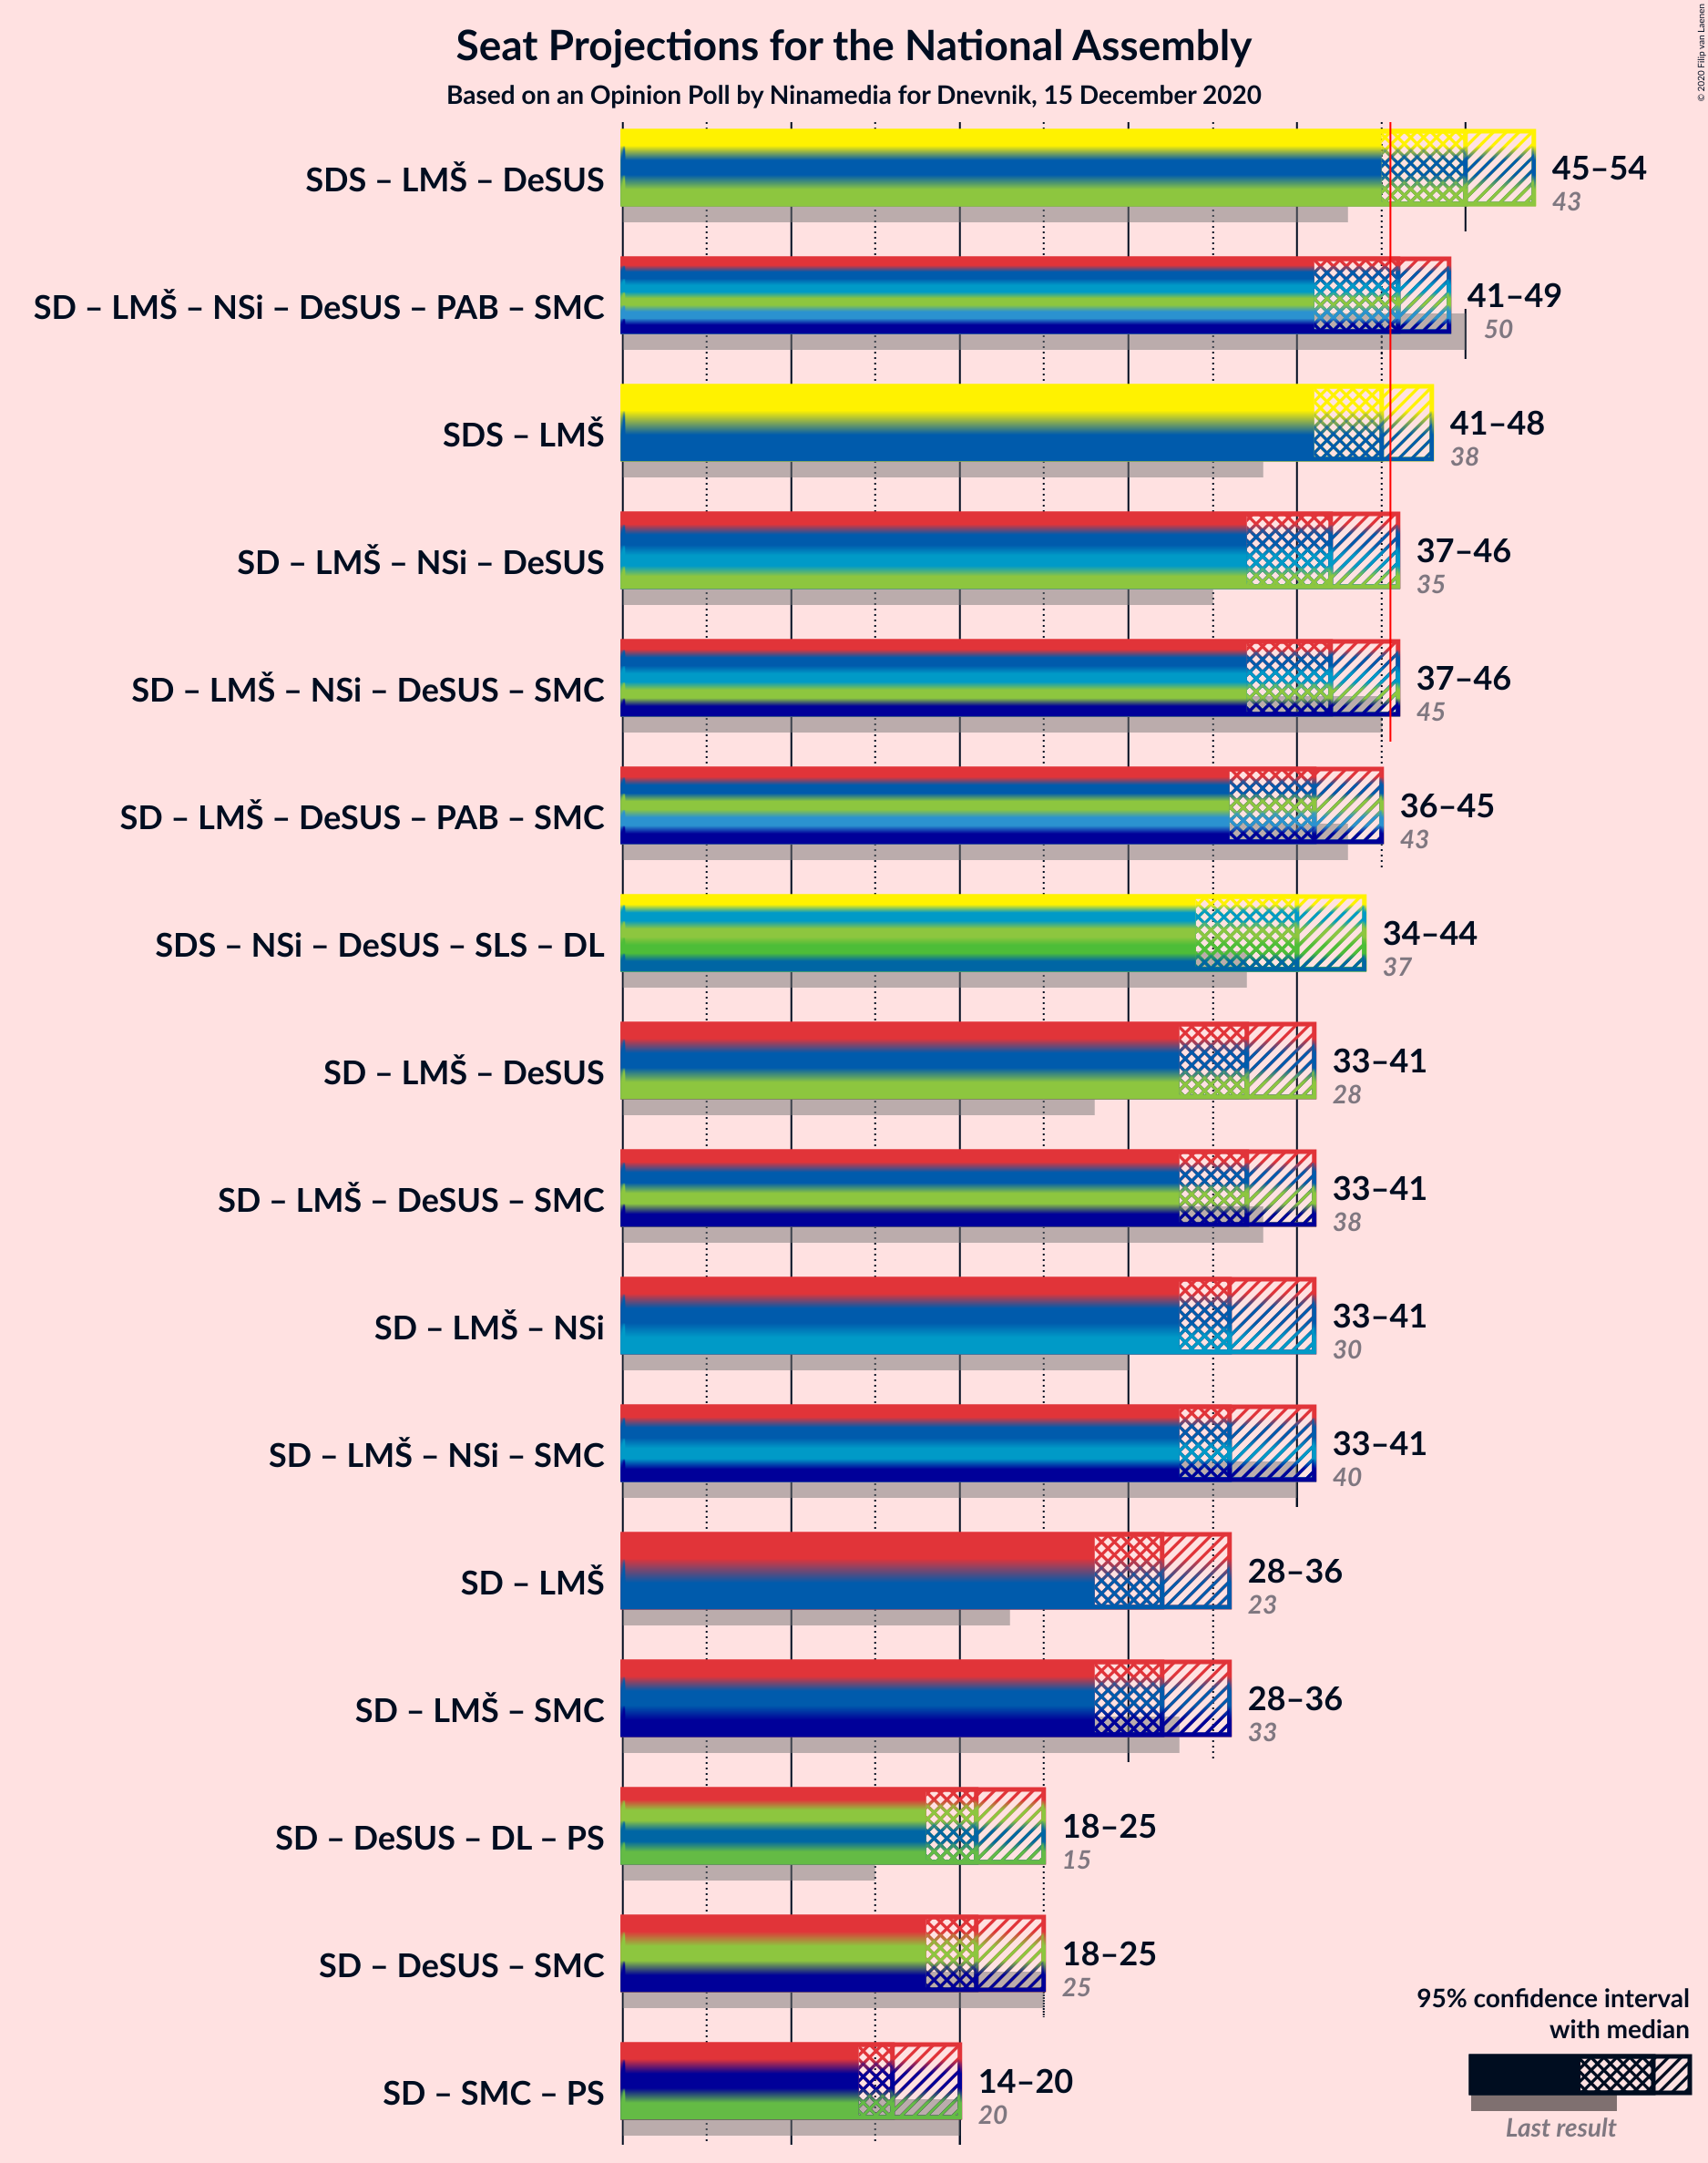 © 2020 Filip van Laenen
Seat Projections for the National Assembly
Based on an Opinion Poll by Ninamedia for Dnevnik, 15 December 2020
SDS – LMŠ – DeSUS
45–54
43
SD – LMŠ – NSi – DeSUS – PAB – SMC
41–49
50
SDS – LMŠ
41–48
38
SD – LMŠ – NSi – DeSUS
37–46
35
SD – LMŠ – NSi – DeSUS – SMC
37–46
45
SD – LMŠ – DeSUS – PAB – SMC
36–45
43
SDS – NSi – DeSUS – SLS – DL
34–44
37
SD – LMŠ – DeSUS
33–41
28
SD – LMŠ – DeSUS – SMC
33–41
38
SD – LMŠ – NSi
33–41
30
SD – LMŠ – NSi – SMC
33–41
40
SD – LMŠ
28–36
23
SD – LMŠ – SMC
28–36
33
SD – DeSUS – DL – PS
18–25
15
SD – DeSUS – SMC
18–25
25
SD – SMC – PS
14–20
20
95% confidence interval
with median
Last result